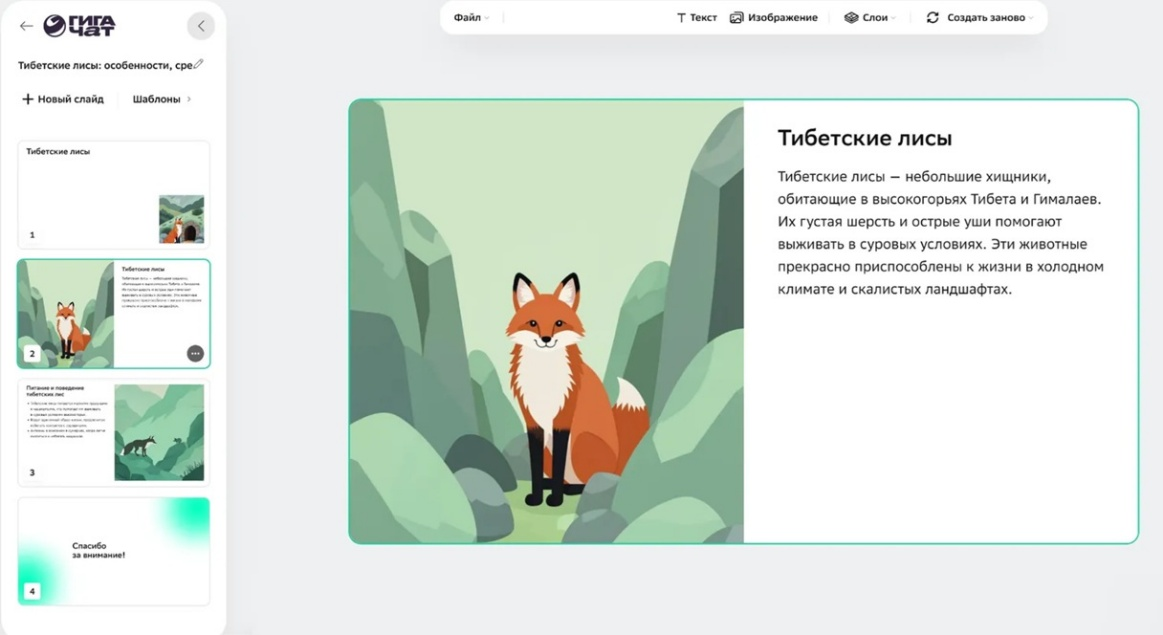 ГИГА
ЧАТ
Тибетские лисы: особенности, сре
+ Новый слайд
Шаблоны
Тибетские лисы
1
Тибетские лисы
2
Питание и поведение
тибетских лис
3
Спасибо
за внимание!
4
Файл
Текст
Изображение
Слои
Создать заново
Тибетские лисы
Тибетские лисы — небольшие хищники,
обитающие в высокогорьях Тибета и Гималаев.
Их густая шерсть и острые уши помогают
выживать в суровых условиях. Эти животные
прекрасно приспособлены к жизни в холодном
климате и скалистых ландшафтах.